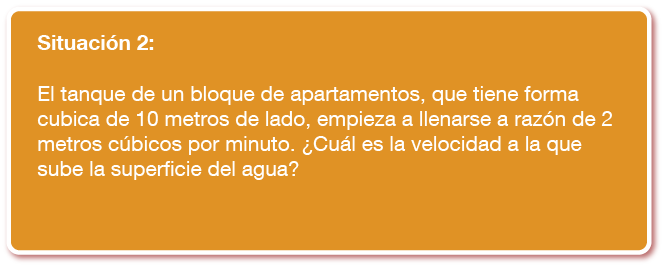 Situación 2:
El tanque de un bloque de apartamentos, que tiene forma
cubica de 10 metros de lado, empieza a llenarse a razón de 2
metros cúbicos por minuto. ¿Cuál es la velocidad a la que
sube la superficie del agua?